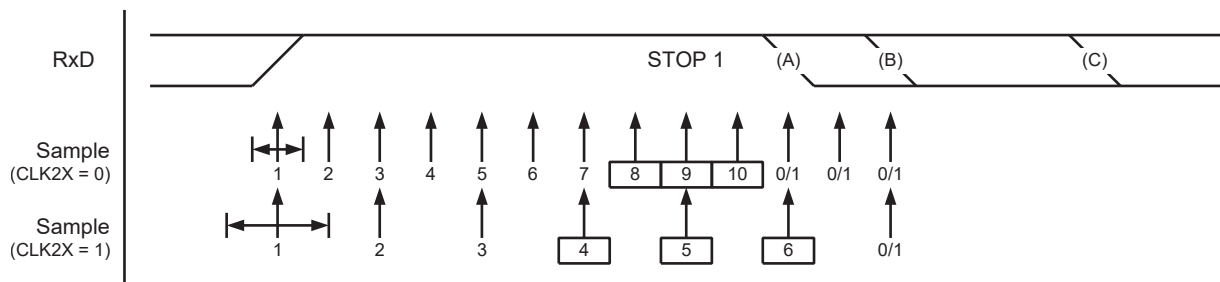 RxD
STOP 1
(A)
(B)
(C)
Sample
(CLK2X = 0)
1 2 3 4 5 6 7 8 9 10 0/1 0/1 0/1
Sample
(CLK2X = 1)
1 2 3 4 5 6 0/1